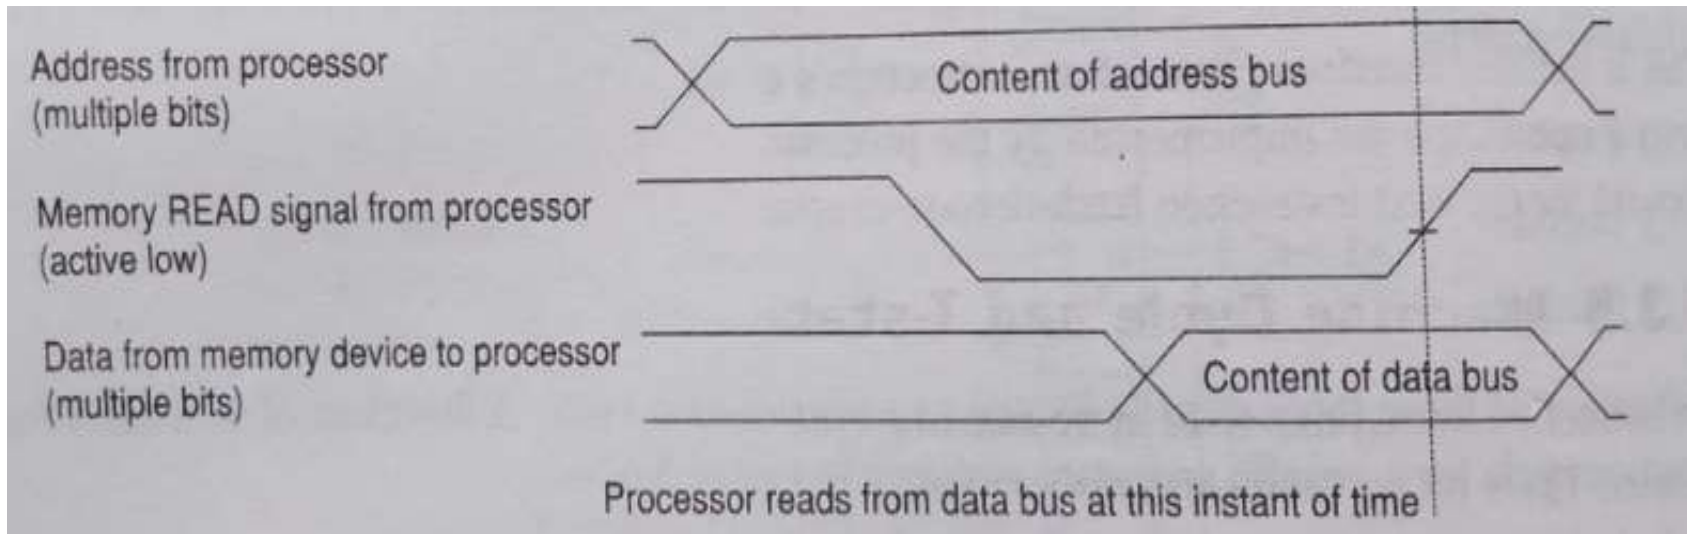 Address from processor
(multiple bits)
Content of address bus
Memory READ signal from processor
(active low)
Data from memory device to processor
(multiple bits)
Content of data bus
Processor reads from data bus at this instant of time